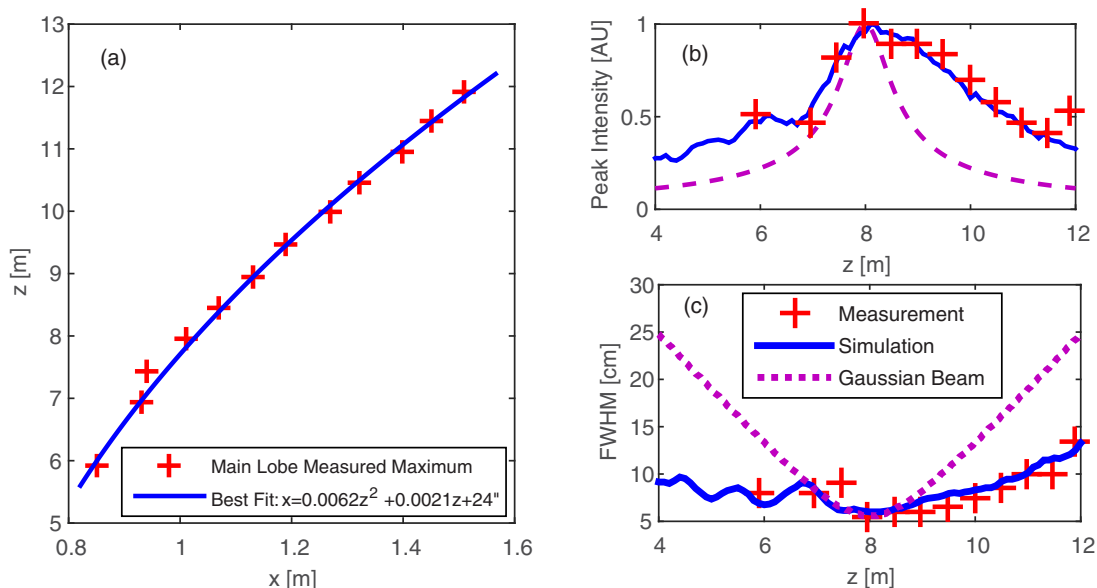 (a)
13
12
11
10
9
8
7
6
5
z [m]
0.8
1
1.2
1.4
1.6
x [m]
Main Lobe Measured Maximum
Best Fit: x=0.0062z² +0.0021z+24"
(b)
1
0.5
0
Peak Intensity [AU]
4
6
8
10
12
z [m]
(c)
30
25
20
15
10
5
FWHM [cm]
Measurement
Simulation
Gaussian Beam
4
6
8
10
12
z [m]